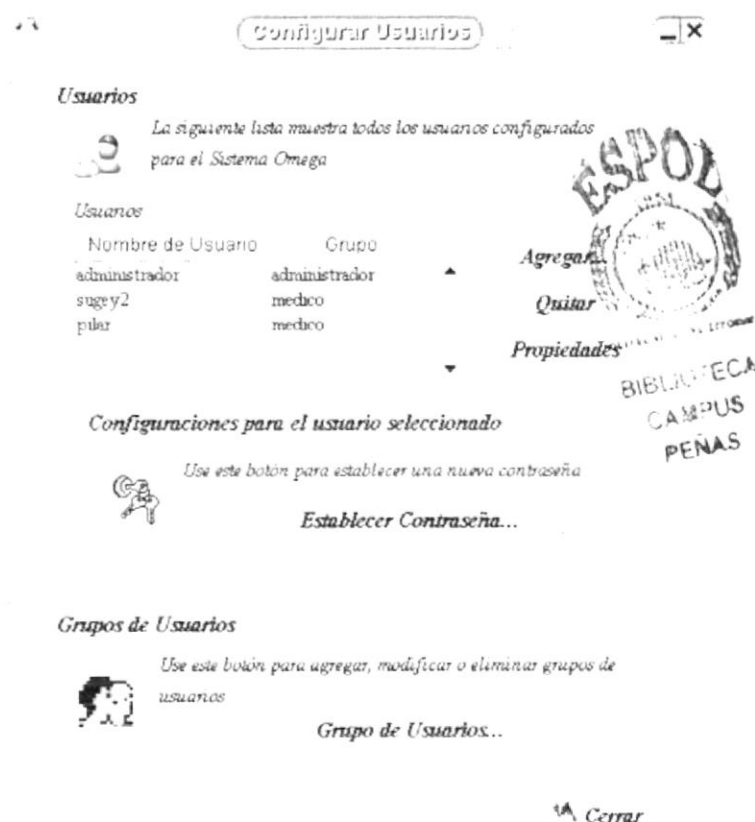 Configurar Usuarios
Usuarios
La siguiente lista muestra todos los usuarios configurados
para el Sistema Omega
Usuarios
Nombre de Usuario Grupo
administrador administrador
sugey2 medico
pilar medico
Agregar...
Quitar
Propiedades
ESPOL
BIBLIOTECA
CAMPUS
PEÑAS
Configuraciones para el usuario seleccionado
Use este botón para establecer una nueva contraseña
Establecer Contraseña...
Grupos de Usuarios
Use este botón para agregar, modificar o eliminar grupos de
usuarios
Grupo de Usuarios...
Cerrar